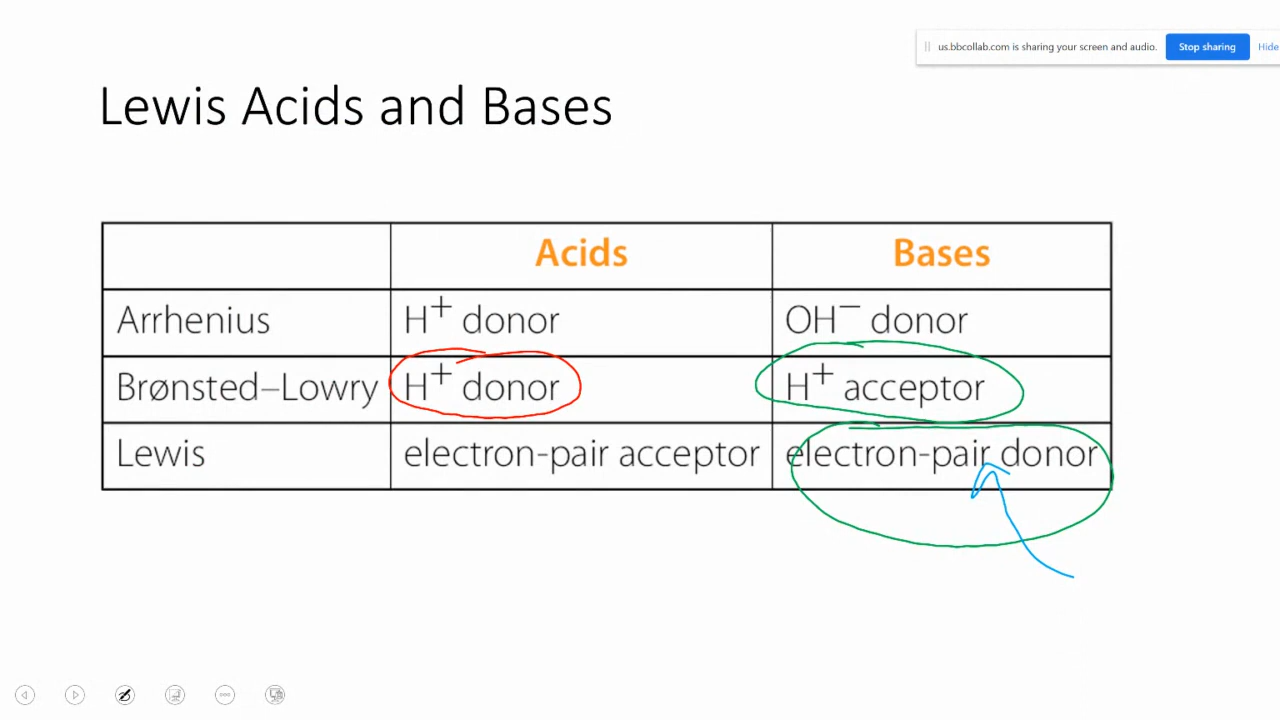 us.bbcollab.com is sharing your screen and audio. Stop sharing Hide
Lewis Acids and Bases
Acids Bases
Arrhenius H⁺ donor OH⁻ donor
Brønsted–Lowry H⁺ donor H⁺ acceptor
Lewis electron-pair acceptor electron-pair donor